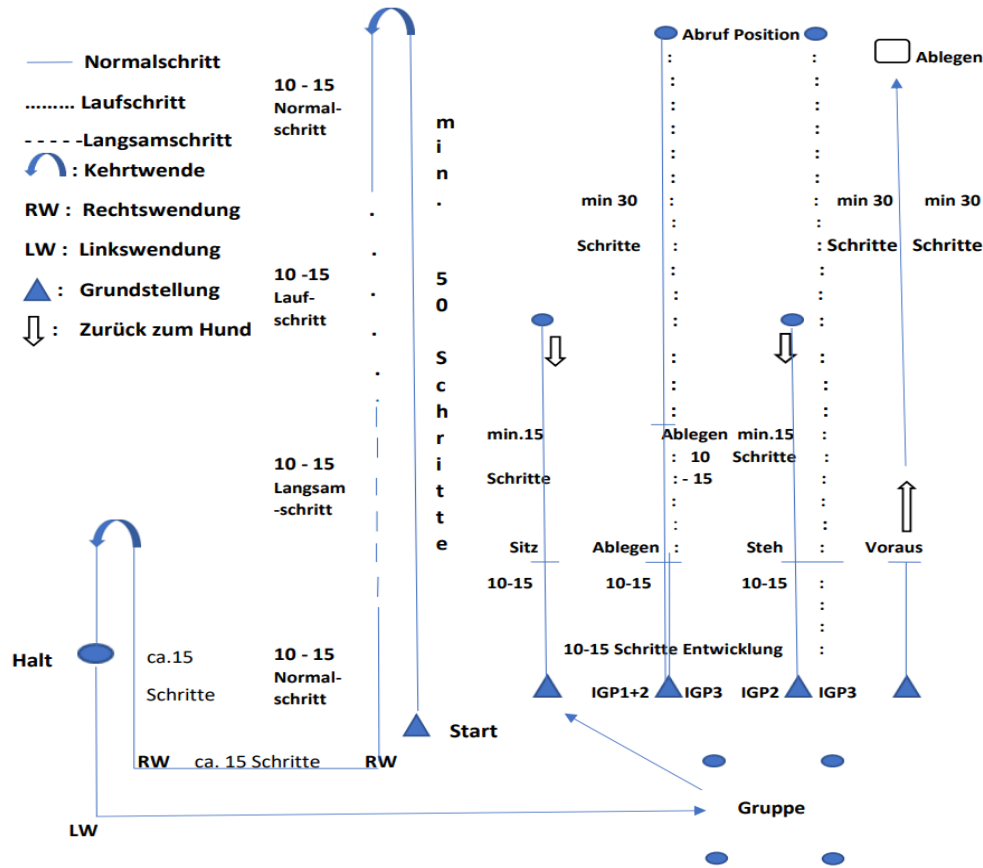 Normalschritt
......... Laufschritt
- - - - -Langsamschritt
: Kehrtwende
RW : Rechtswendung
LW : Linkswendung
: Grundstellung
: Zurück zum Hund
10 - 15
Normal-
schritt
10 -15
Lauf-
schritt
10 - 15
Langsam
-schritt
10 - 15
Normal-
schritt
min. 50 Schritte
Halt
ca.15
Schritte
RW ca. 15 Schritte RW
LW
Start
Abruf Position
Ablegen
min 30
Schritte
min 30
Schritte
min 30
Schritte
min.15
Schritte
Ablegen
10
- 15
min.15
Schritte
Sitz
Ablegen
Steh
Voraus
10-15
10-15
10-15
10-15 Schritte Entwicklung
IGP1+2
IGP3
IGP2
IGP3
Gruppe